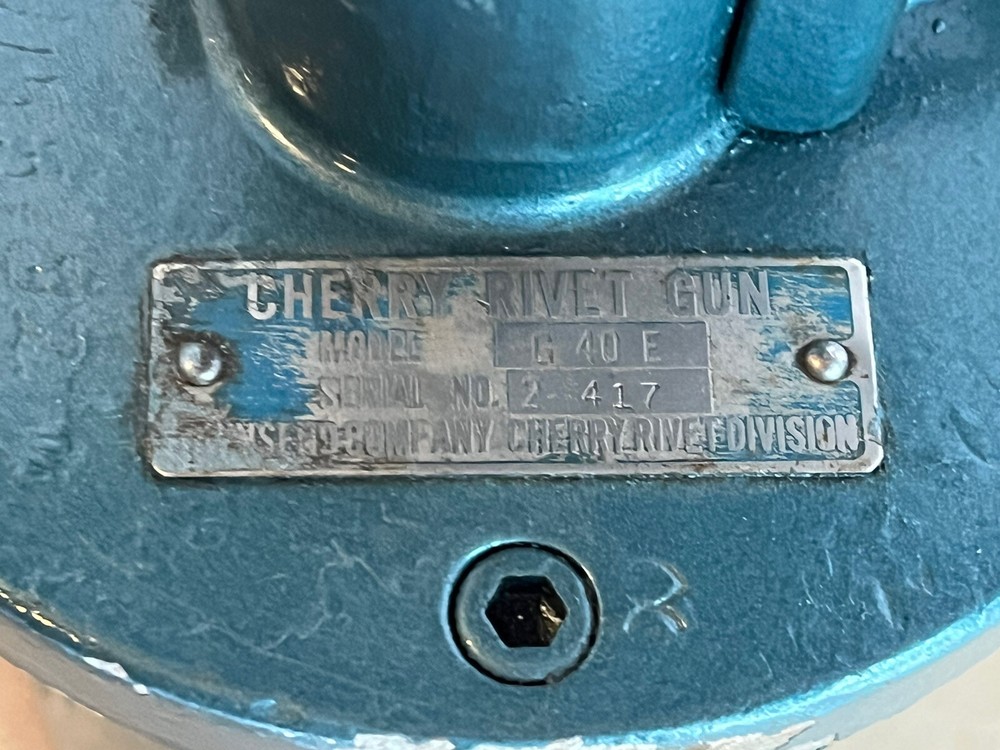 CHERRY RIVET GUN
MODEL G 40 E
SERIAL NO. 2-417
COMPANY CHERRY RIVET DIVISION